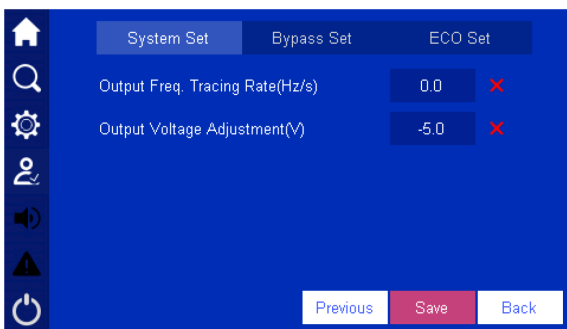 System Set Bypass Set ECO Set
Output Freq. Tracing Rate(Hz/s) 0.0
Output Voltage Adjustment(V) -5.0
Previous Save Back